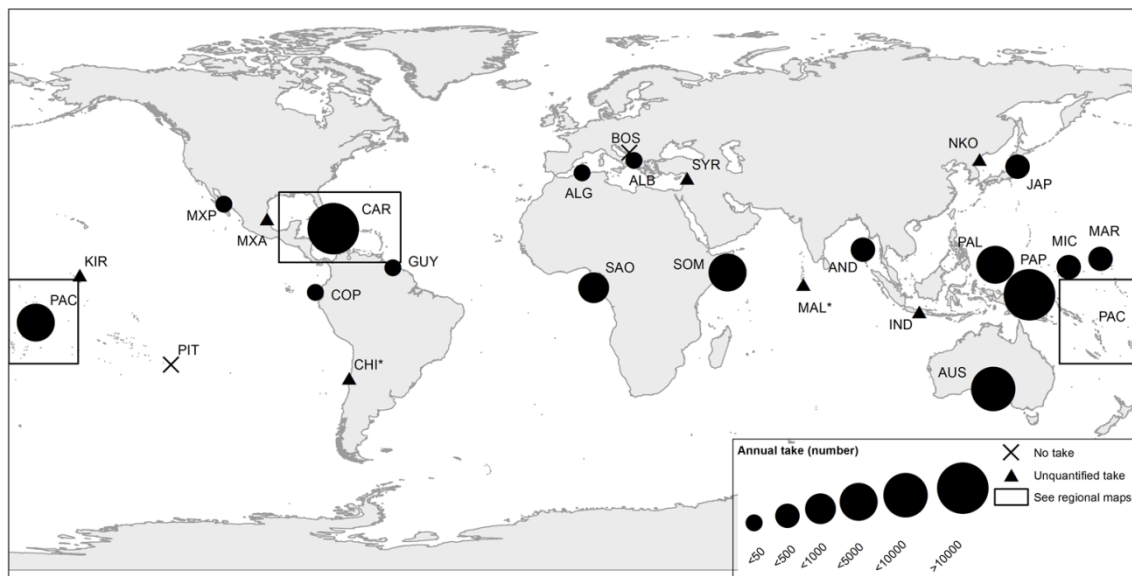 BOS
NKO
SYR
ALG
ALB
JAP
MXP
CAR
MXA
MAR
PAL
MIC
KIR
GUY
AND
PAP
SAO
SOM
PAC
COP
MAL*
IND
PAC
PIT
CHI*
AUS
Annual take (number)
No take
Unquantified take
See regional maps
<50
<500
<1000
<5000
<10000
>10000